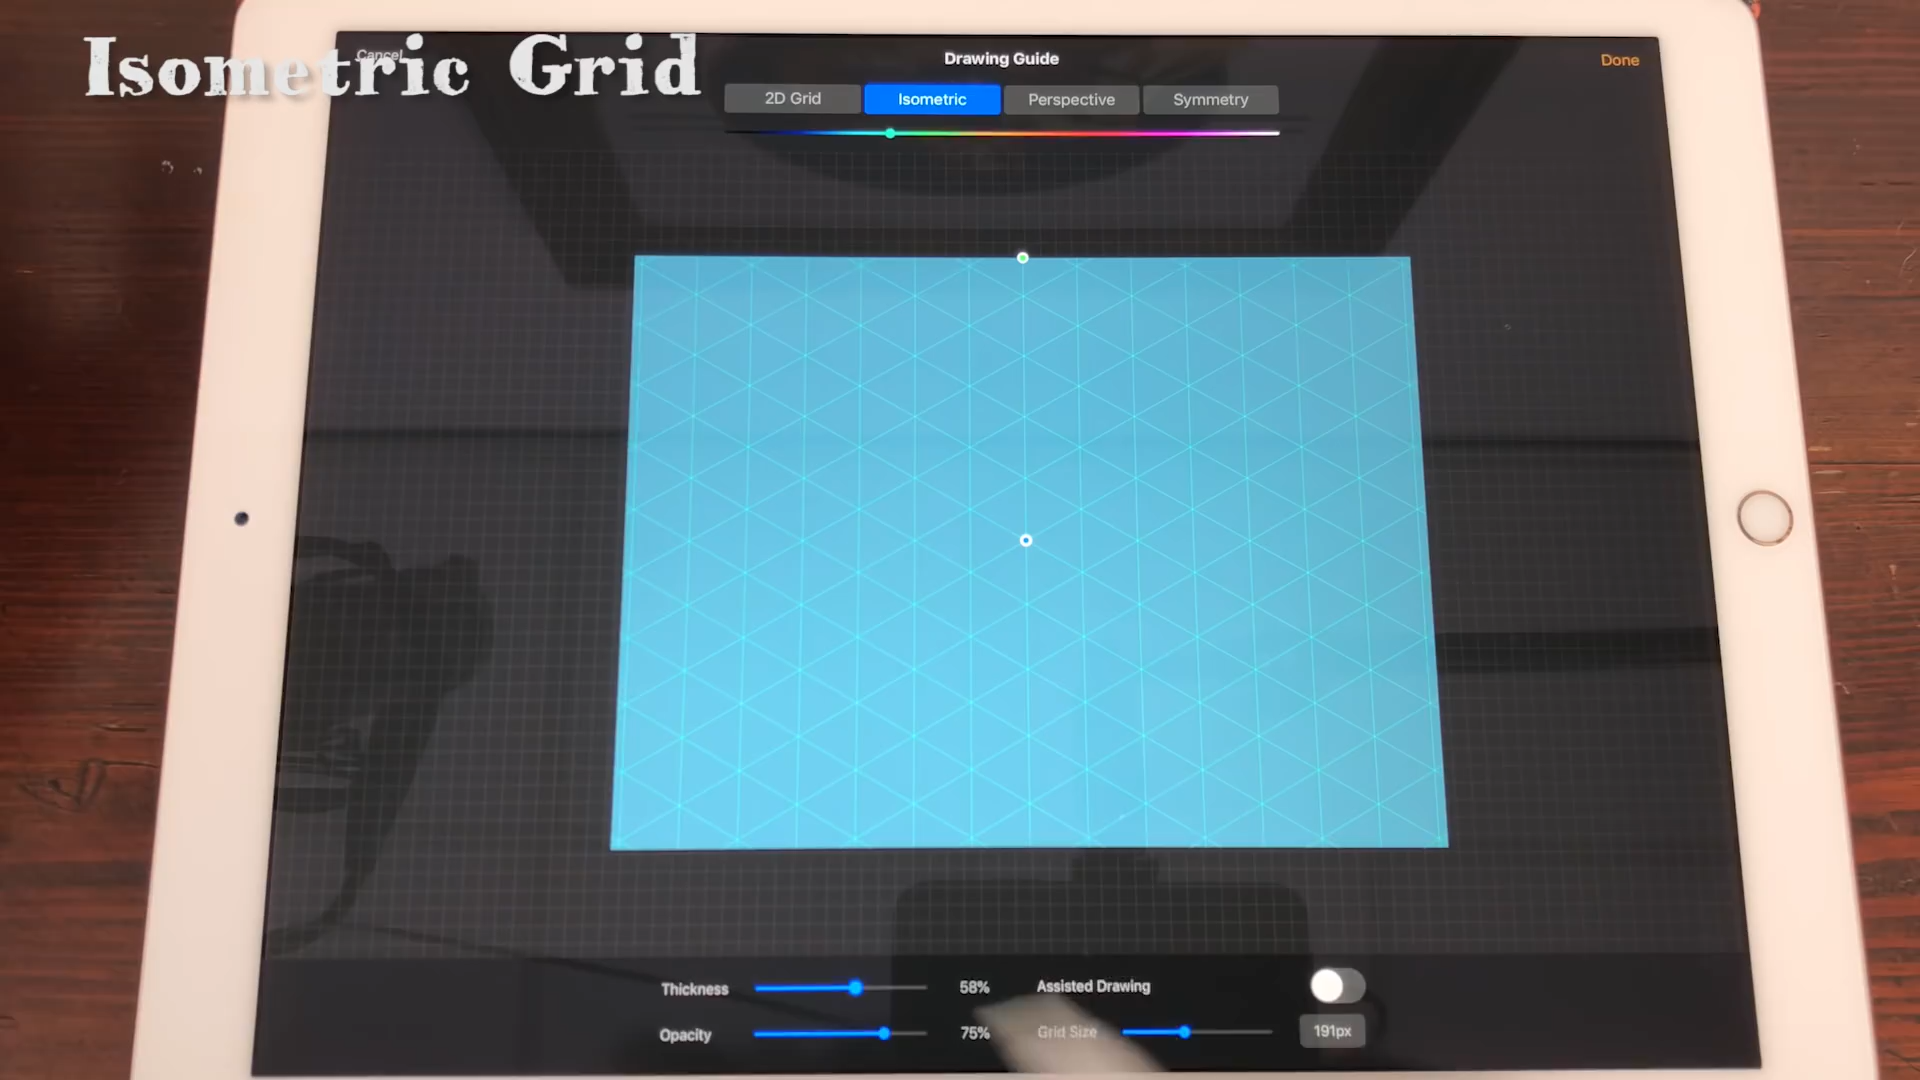 Isometric Grid
Cancel
Drawing Guide
Done
2D Grid
Isometric
Perspective
Symmetry
Thickness
58%
Assisted Drawing
Opacity
75%
Grid Size
191px